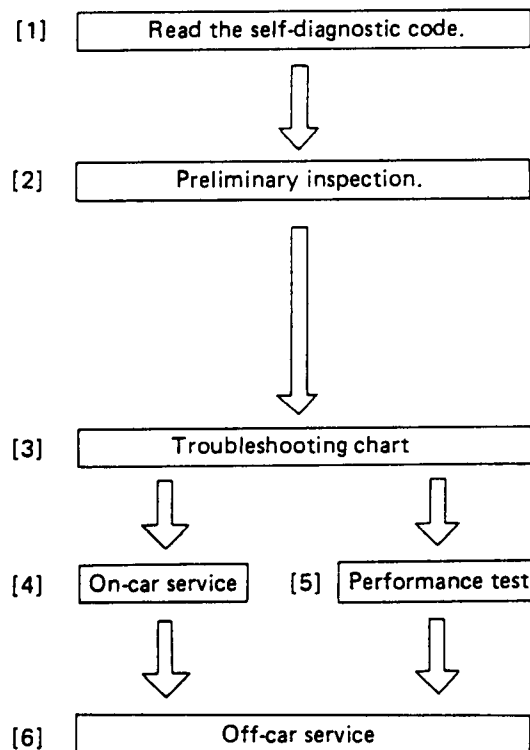 [1] Read the self-diagnostic code.
[2] Preliminary inspection.
[3] Troubleshooting chart
[4] On-car service [5] Performance test
[6] Off-car service